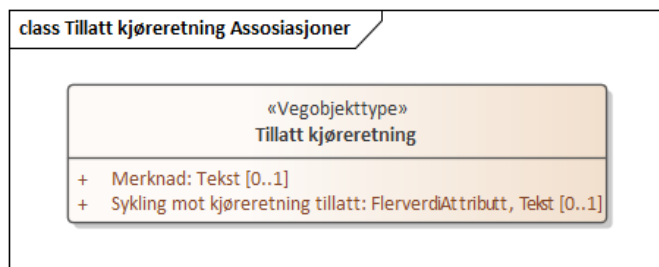 class Tillatt kjøreretning Assosiasjoner
«Vegobjekttype»
Tillatt kjøreretning
+ Merknad: Tekst [0..1]
+ Sykling mot kjøreretning tillatt: FlerverdiAttributt, Tekst [0..1]